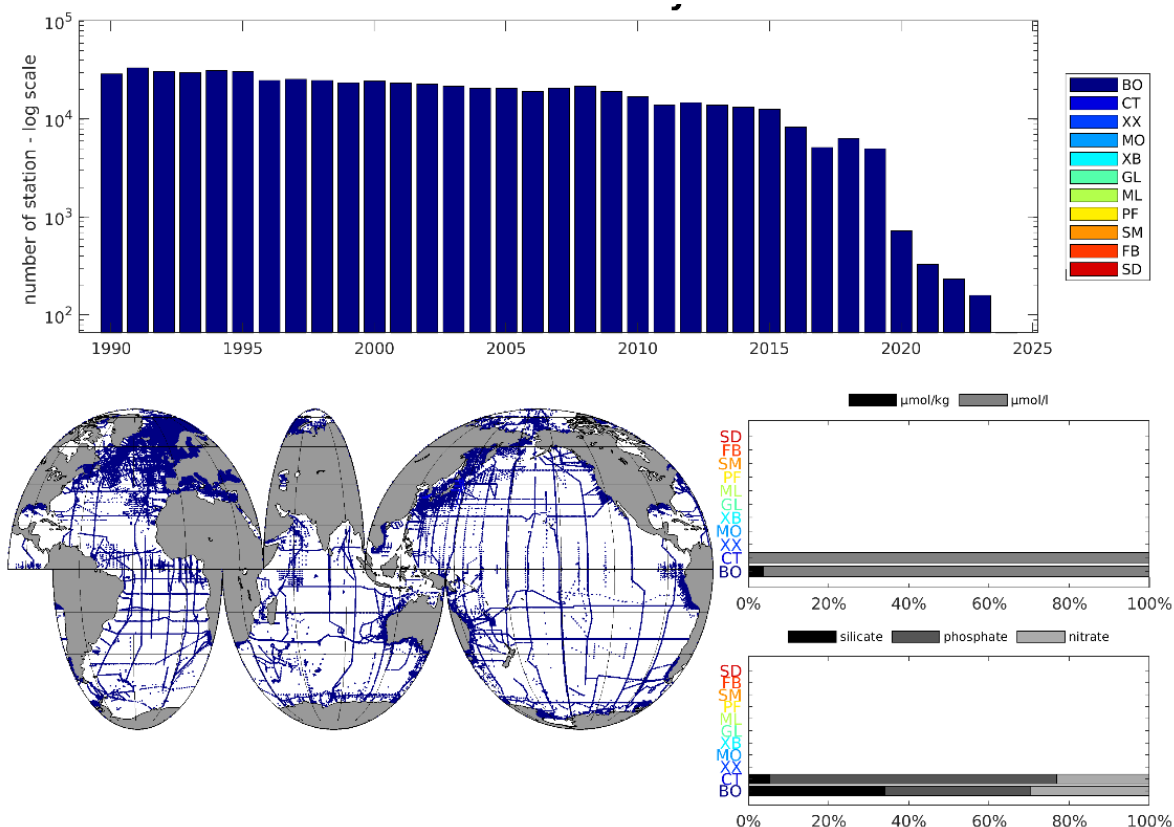 10^5
10^4
10^3
10^2
number of station - log scale
1990 1995 2000 2005 2010 2015 2020 2025
BO
CT
XX
MO
XB
GL
ML
PF
SM
FB
SD
µmol/kg µmol/l
SD
FB
SM
PF
ML
GL
XB
MO
XX
CT
BO
0% 20% 40% 60% 80% 100%
silicate phosphate nitrate
SD
FB
SM
PF
ML
GL
XB
MO
XX
CT
BO
0% 20% 40% 60% 80% 100%